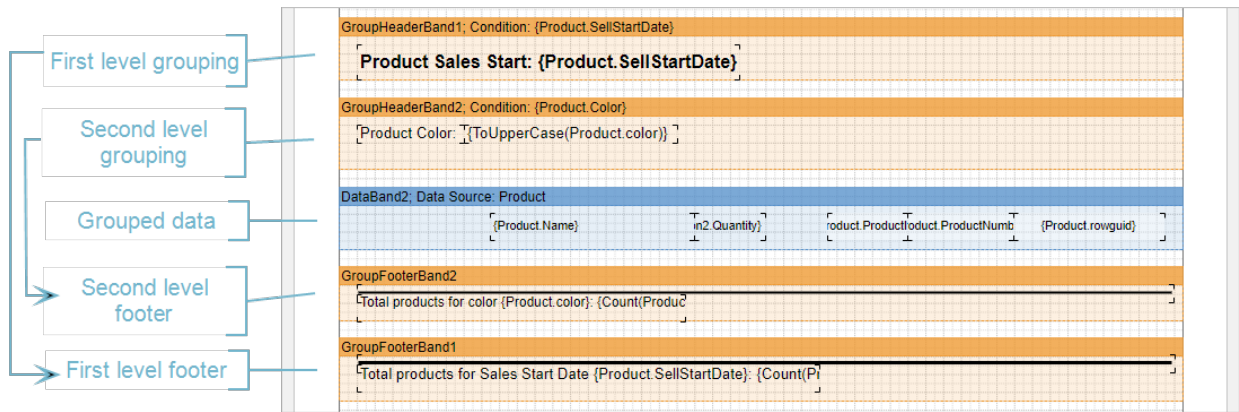 GroupHeaderBand1; Condition: {Product.SellStartDate}
First level grouping
Product Sales Start: {Product.SellStartDate}
GroupHeaderBand2; Condition: {Product.Color}
Second level
grouping
Product Color: {ToUpperCase(Product.color)}
DataBand2; Data Source: Product
Grouped data
{Product.Name} n2.Quantity} roduct.Product roduct.ProductNumb {Product.rowguid}
GroupFooterBand2
Second level
footer
Total products for color {Product.color}: {Count(Produc
GroupFooterBand1
First level footer
Total products for Sales Start Date {Product.SellStartDate}: {Count(Pr